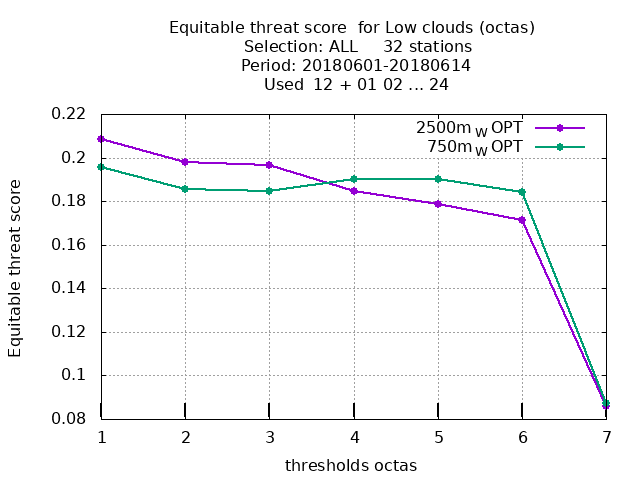 Equitable threat score  for Low clouds (octas)
Selection: ALL     32 stations
Period: 20180601-20180614
Used  12 + 01 02 ... 24
2500m W OPT
750m W OPT
0.22
0.2
0.18
0.16
0.14
0.12
0.1
0.08
Equitable threat score
1 2 3 4 5 6 7
thresholds octas